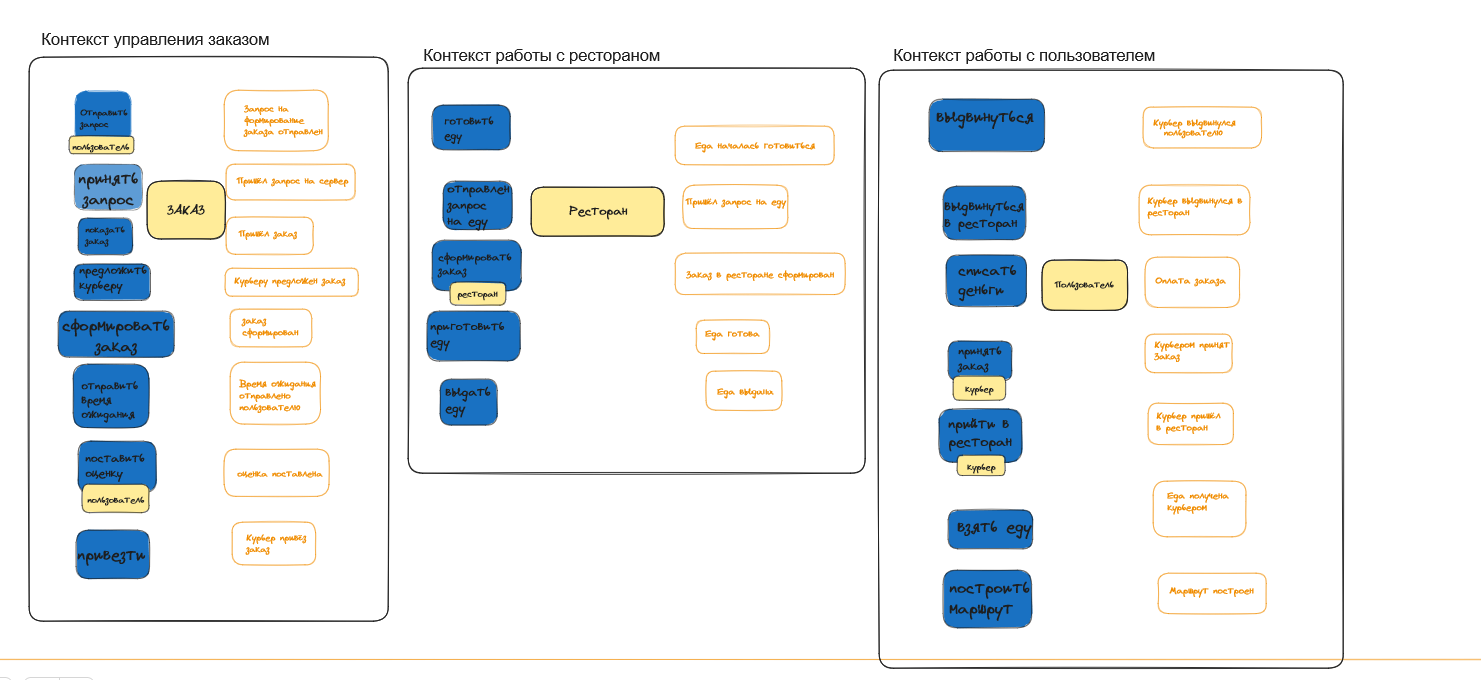 Контекст управления заказом
Отправить
запрос
пользователь
Запрос на
формирование
заказа отправлен
принять
запрос
Пришёл запрос на сервер
ЗАКАЗ
показать
заказ
Пришёл заказ
предложить
курьеру
Курьеру предложен заказ
сформировать
заказ
заказ
сформирован
отправить
время
ожидания
Время ожидания
отправлено
пользователю
поставить
оценку
пользователь
оценка поставлена
привезти
Курьер привёз
заказ
Контекст работы с рестораном
готовить
еду
Еда началась готовиться
отправлен
запрос
на еду
Ресторан
Пришёл запрос на еду
сформировать
заказ
ресторан
Заказ в ресторане сформирован
приготовить
еду
Еда готова
выдать
еду
Еда выдана
Контекст работы с пользователем
выдвинуться
Курьер выдвинулся
пользователю
выдвинуться
в ресторан
Курьер выдвинулся в
ресторан
списать
деньги
Пользователь
Оплата заказа
принять
заказ
курьер
Курьером принят
заказ
прийти в
ресторан
курьер
Курьер пришёл
в ресторан
взять еду
Еда получена
курьером
построить
маршрут
Маршрут построен